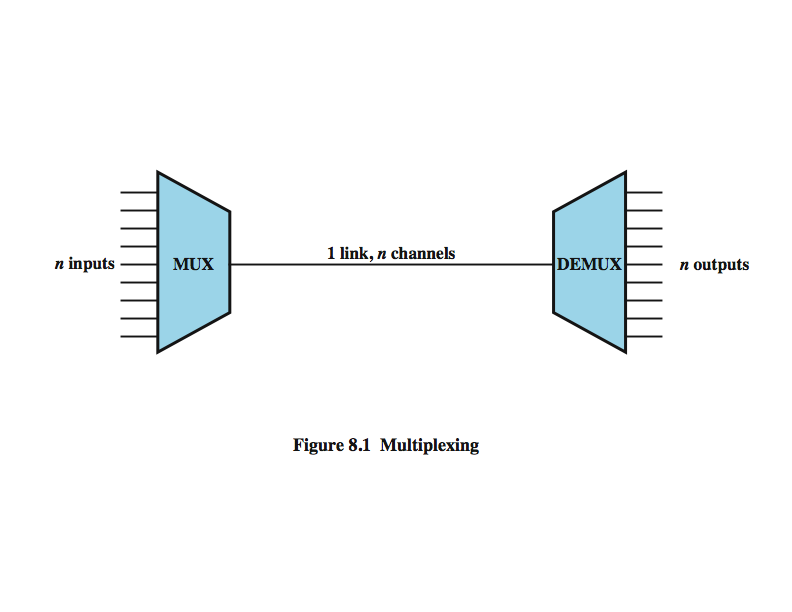 1 link, n channels
n inputs
MUX
DEMUX
n outputs
Figure 8.1  Multiplexing